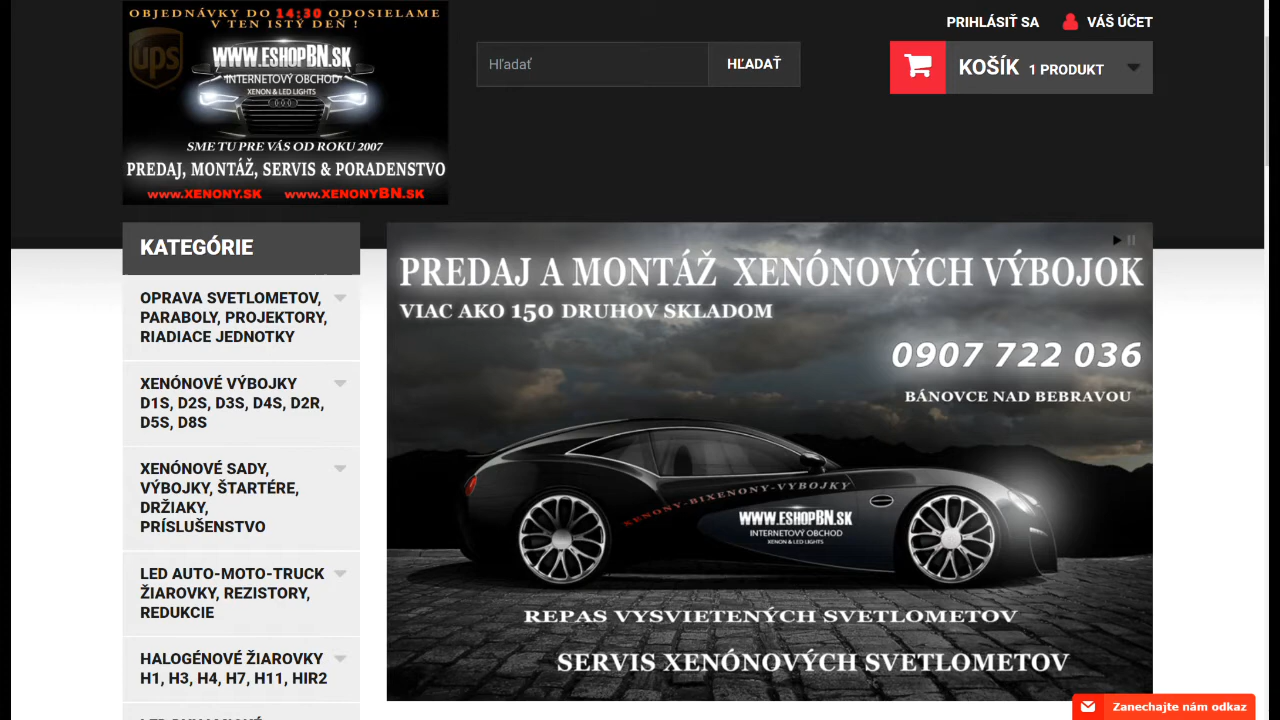 OBJEDNÁVKY DO 14:30 ODOSIELAME
V TEN ISTÝ DEŇ !
ups
WWW.ESHOPBN.SK
INTERNETOVÝ OBCHOD
XENON & LED LIGHTS
SME TU PRE VÁS OD ROKU 2007
PREDAJ, MONTÁŽ, SERVIS & PORADENSTVO
www.XENONY.SK www.XENONYBN.SK
Hľadať
HĽADAŤ
PRIHLÁSIŤ SA
VÁŠ ÚČET
KOŠÍK 1 PRODUKT
KATEGÓRIE
OPRAVA SVETLOMETOV,
PARABOLY, PROJEKTORY,
RIADIACE JEDNOTKY
XENÓNOVÉ VÝBOJKY
D1S, D2S, D3S, D4S, D2R,
D5S, D8S
XENÓNOVÉ SADY,
VÝBOJKY, ŠTARTÉRE,
DRŽIAKY,
PRÍSLUŠENSTVO
LED AUTO-MOTO-TRUCK
ŽIAROVKY, REZISTORY,
REDUKCIE
HALOGÉNOVÉ ŽIAROVKY
H1, H3, H4, H7, H11, HIR2
PREDAJ A MONTÁŽ XENÓNOVÝCH VÝBOJOK
VIAC AKO 150 DRUHOV SKLADOM
0907 722 036
BÁNOVCE NAD BEBRAVOU
XENONY-BIXENONY-VYBOJKY
WWW.ESHOPBN.SK
INTERNETOVÝ OBCHOD
XENON & LED LIGHTS
REPAS VYSVIETENÝCH SVETLOMETOV
SERVIS XENÓNOVÝCH SVETLOMETOV
Zanechajte nám odkaz